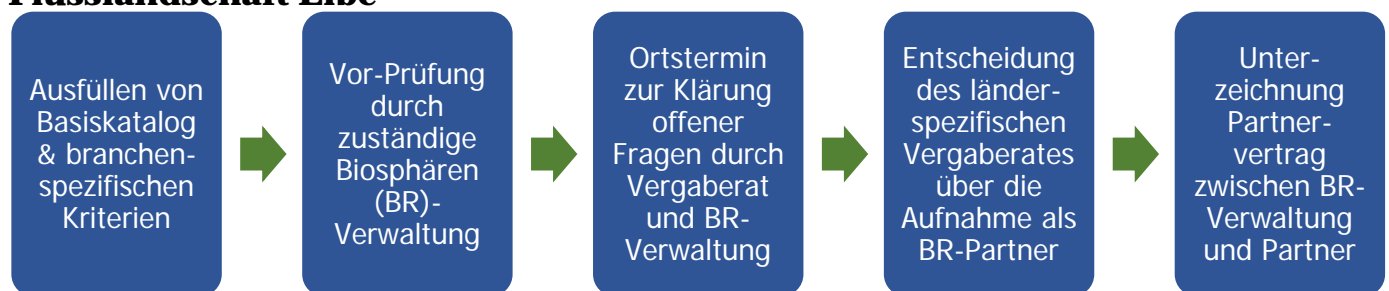 Flusslandschaft Elbe
Ausfüllen von
Basiskatalog
& branchen-
spezifischen
Kriterien
Vor-Prüfung
durch
zuständige
Biosphären
(BR)-
Verwaltung
Ortstermin
zur Klärung
offener
Fragen durch
Vergaberat
und BR-
Verwaltung
Entscheidung
des länder-
spezifischen
Vergaberates
über die
Aufnahme als
BR-Partner
Unter-
zeichnung
Partner-
vertrag
zwischen BR-
Verwaltung
und Partner